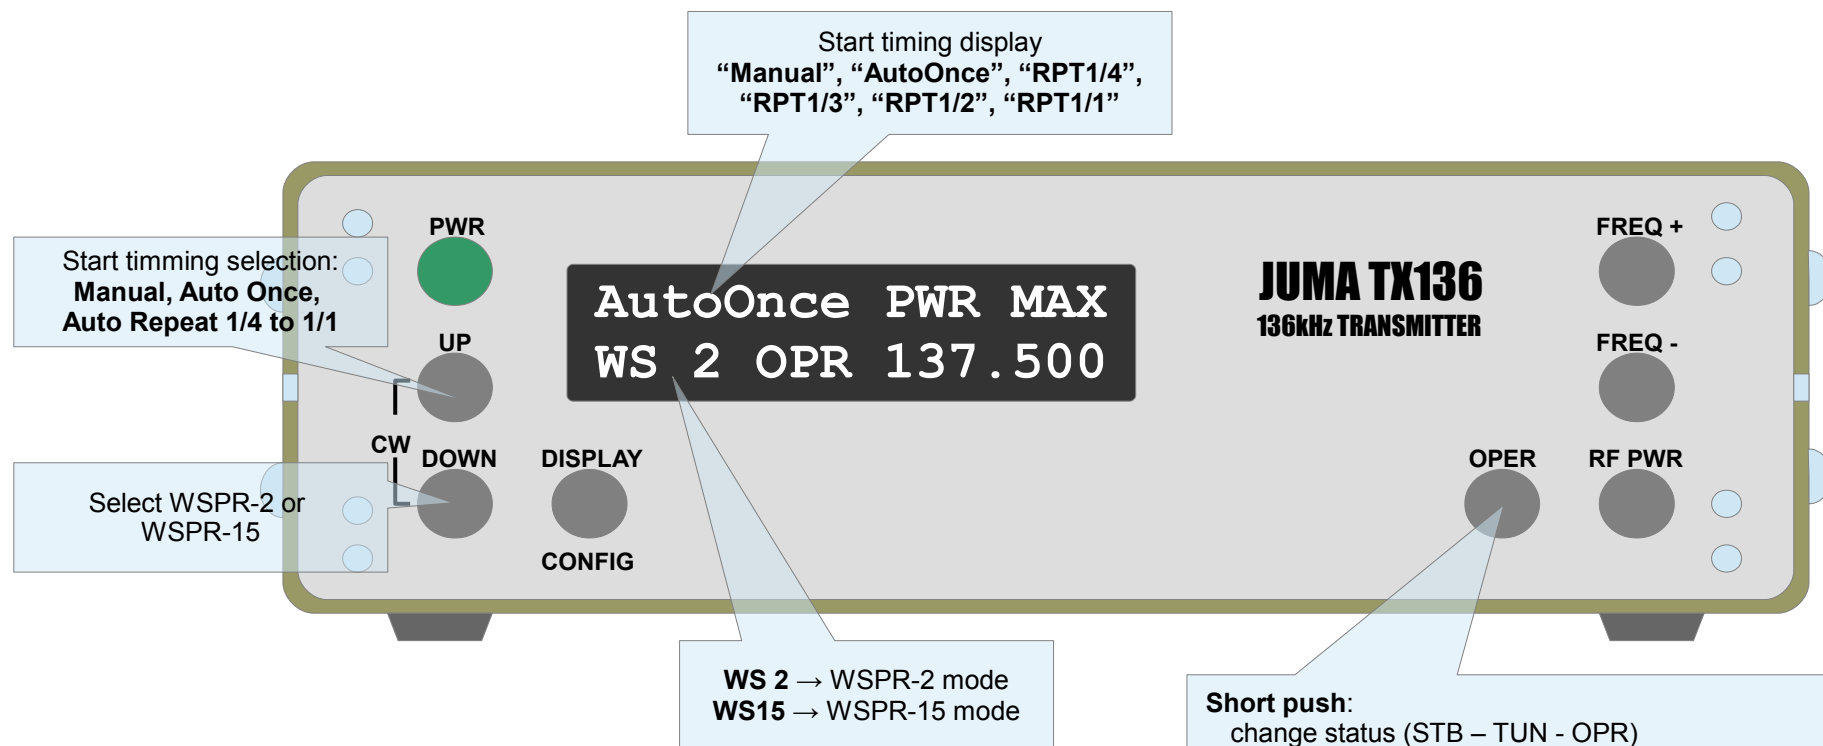 Start timing display
“Manual”, “AutoOnce”, “RPT1/4”,
“RPT1/3”, “RPT1/2”, “RPT1/1”
PWR
FREQ +
Start timming selection:
Manual, Auto Once,
Auto Repeat 1/4 to 1/1
AutoOnce PWR MAX
WS 2 OPR 137.500
JUMA TX136
136kHz TRANSMITTER
UP
FREQ -
CW
DOWN
DISPLAY
OPER
RF PWR
Select WSPR-2 or
WSPR-15
CONFIG
WS 2 → WSPR-2 mode
WS15 → WSPR-15 mode
Short push:
change status (STB – TUN - OPR)